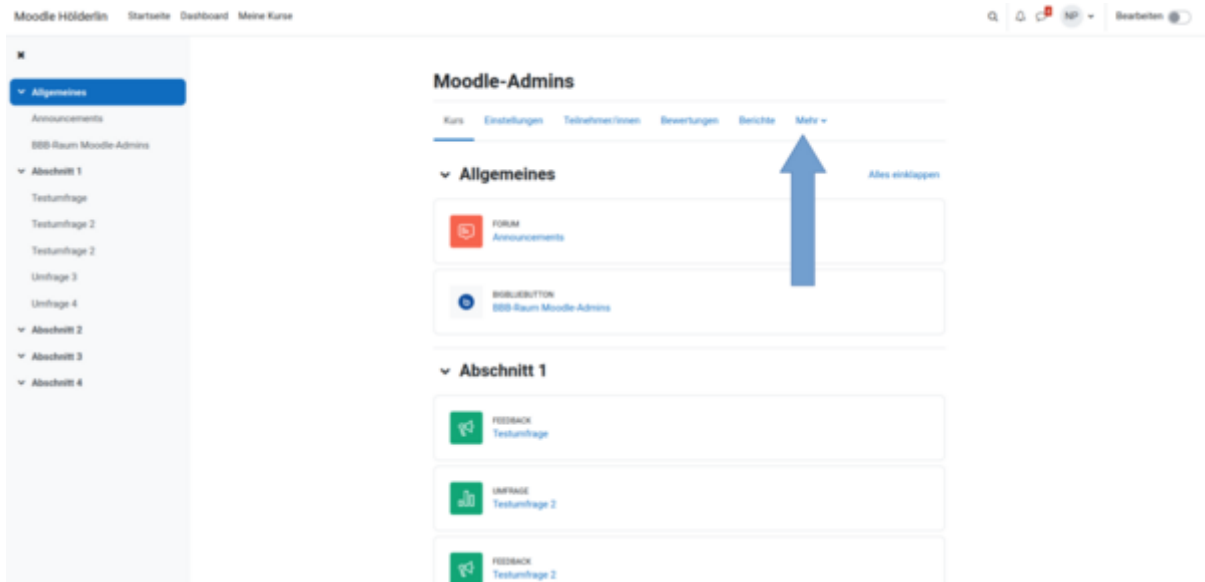 Moodle Hölderlin Startseite Dashboard Meine Kurse NP Bearbeiten
Allgemeines
Announcements
BBB-Raum Moodle-Admins
Abschnitt 1
Testumfrage
Testumfrage 2
Testumfrage 2
Umfrage 3
Umfrage 4
Abschnitt 2
Abschnitt 3
Abschnitt 4
Moodle-Admins
Kurs Einstellungen Teilnehmer/innen Bewertungen Berichte Mehr
Allgemeines Alles einklappen
FORUM
Announcements
BIGBLUEBUTTON
BBB-Raum Moodle-Admins
Abschnitt 1
FEEDBACK
Testumfrage
UMFRAGE
Testumfrage 2
FEEDBACK
Testumfrage 2